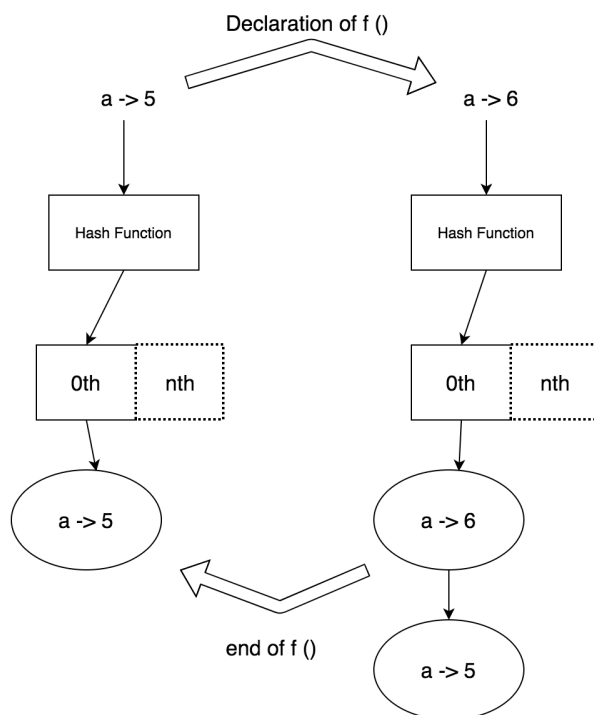 Declaration of f ()
a -> 5
a -> 6
Hash Function
Hash Function
0th
nth
0th
nth
a -> 5
a -> 6
end of f ()
a -> 5